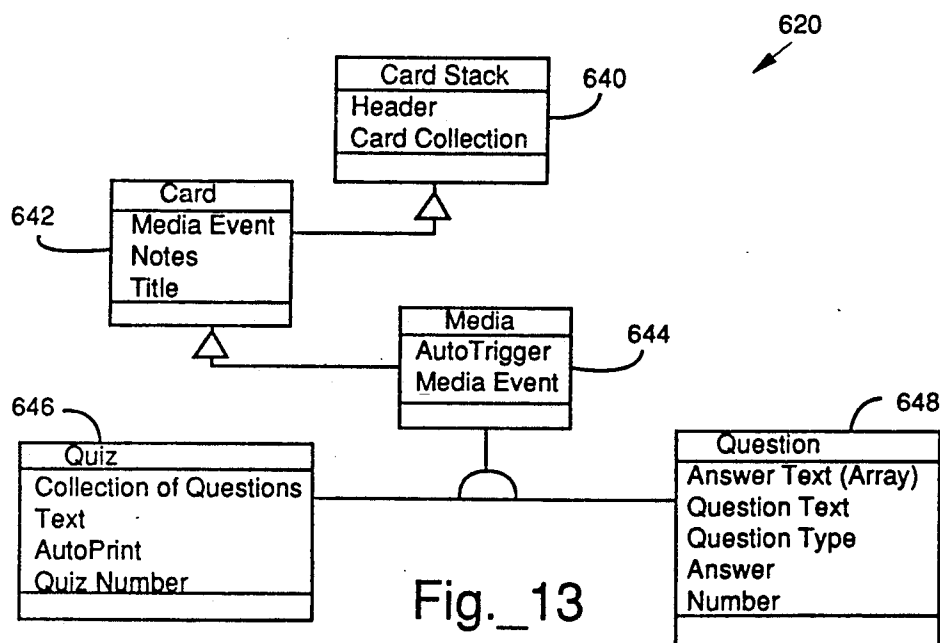 620
Card Stack
Header
Card Collection
640
642
Card
Media Event
Notes
Title
Media
AutoTrigger
Media Event
644
646
Quiz
Collection of Questions
Text
AutoPrint
Quiz Number
648
Question
Answer Text (Array)
Question Text
Question Type
Answer
Number
Fig._13